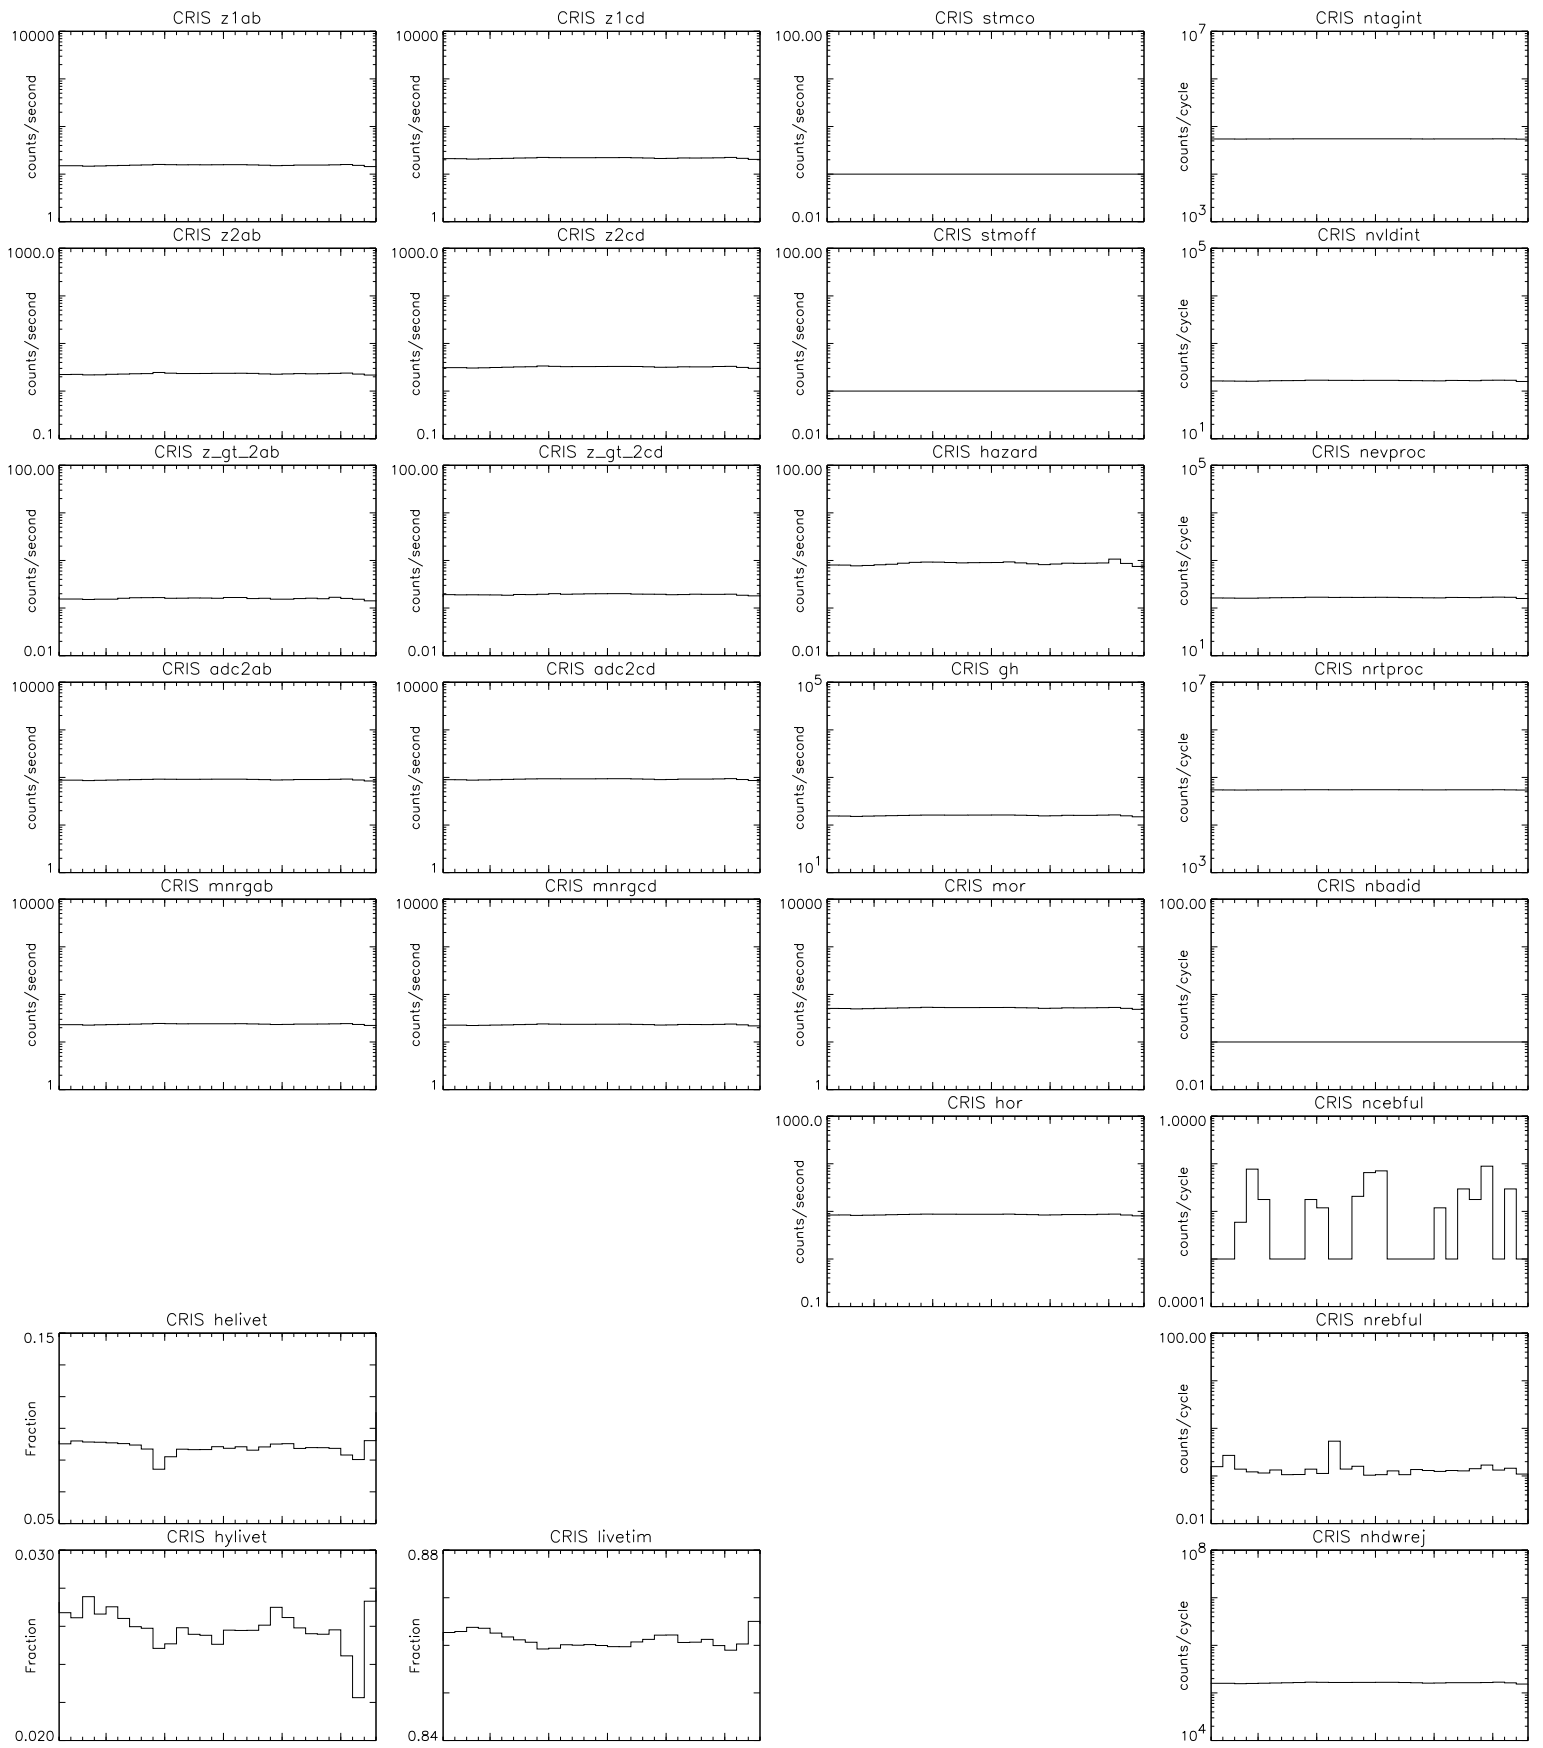 CRIS z1ab
CRIS z1cd
CRIS stmco
CRIS ntagint
10000
1
counts/second
10000
1
counts/second
100.00
0.01
counts/second
10^7
10^3
counts/cycle
CRIS z2ab
CRIS z2cd
CRIS stmoff
CRIS nvldint
1000.0
0.1
counts/second
1000.0
0.1
counts/second
100.00
0.01
counts/second
10^5
10^1
counts/cycle
CRIS z_gt_2ab
CRIS z_gt_2cd
CRIS hazard
CRIS nevproc
100.00
0.01
counts/second
100.00
0.01
counts/second
100.00
0.01
counts/second
10^5
10^1
counts/cycle
CRIS adc2ab
CRIS adc2cd
CRIS gh
CRIS nrtproc
10000
1
counts/second
10000
1
counts/second
10^5
10^1
counts/second
10^7
10^3
counts/cycle
CRIS mnrgab
CRIS mnrgcd
CRIS mor
CRIS nbadid
10000
1
counts/second
10000
1
counts/second
10000
1
counts/second
100.00
0.01
counts/cycle
CRIS hor
CRIS ncebful
1000.0
0.1
counts/second
1.0000
0.0001
counts/cycle
CRIS helivet
CRIS nrebful
0.15
0.05
Fraction
100.00
0.01
counts/cycle
CRIS hylivet
CRIS livetim
CRIS nhdwrej
0.030
0.020
Fraction
0.88
0.84
Fraction
10^8
10^4
counts/cycle